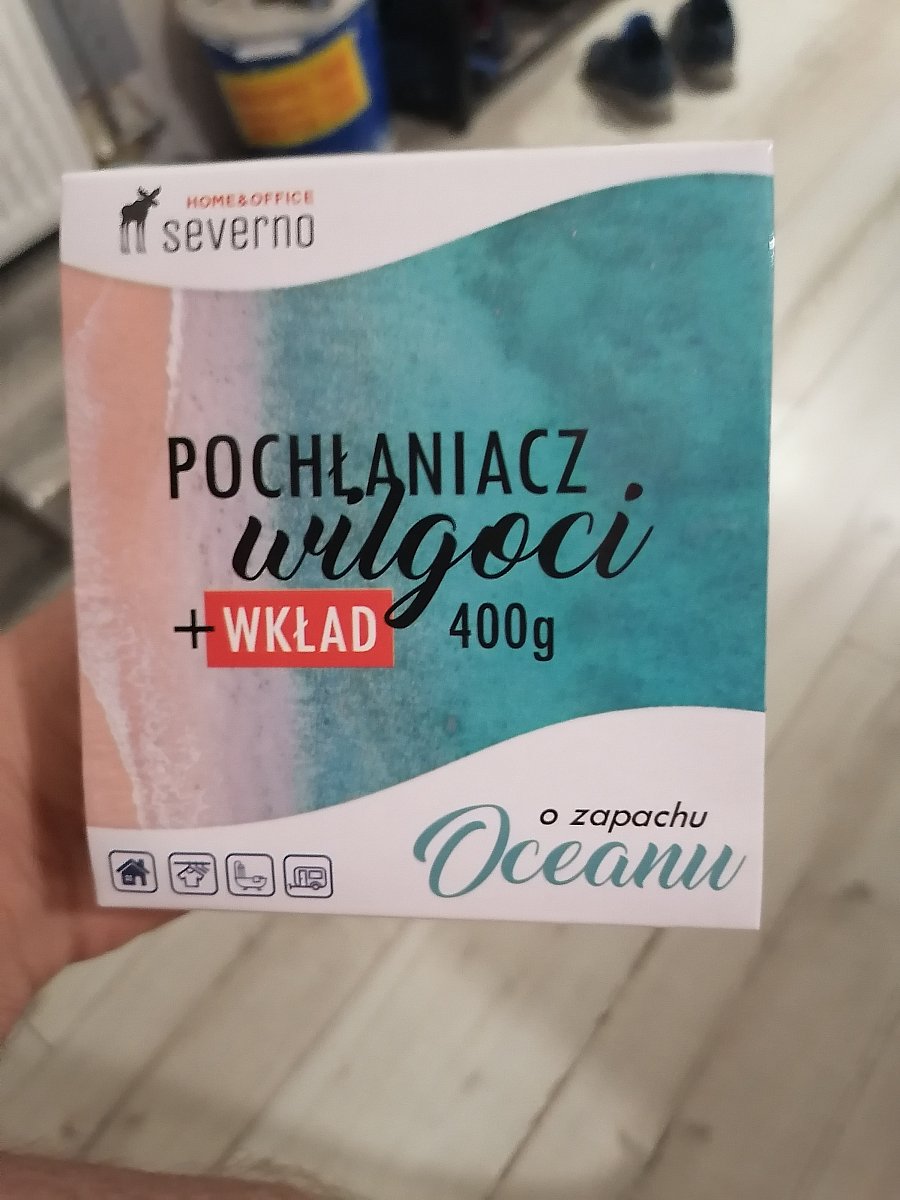 HOME&OFFICE
severno
POCHŁANIACZ
wilgoci
+WKŁAD 400g
o zapachu
Oceanu